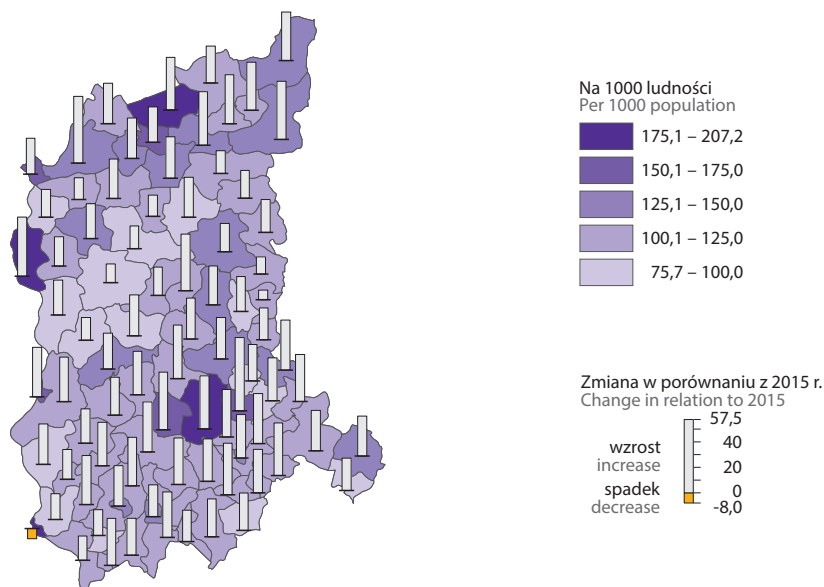 Na 1000 ludności
Per 1000 population
175,1 – 207,2
150,1 – 175,0
125,1 – 150,0
100,1 – 125,0
75,7 – 100,0
Zmiana w porównaniu z 2015 r.
Change in relation to 2015
57,5
40
wzrost
increase
20
spadek
0
decrease
-8,0